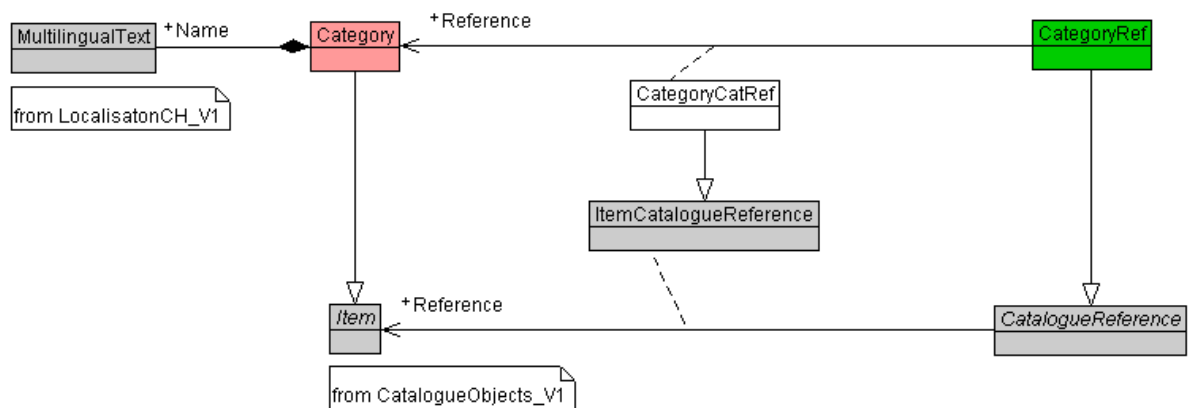 +Name
+Reference
MultilingualText
Category
CategoryRef
from LocalisatonCH_V1
CategoryCatRef
ItemCatalogueReference
+Reference
Item
CatalogueReference
from CatalogueObjects_V1